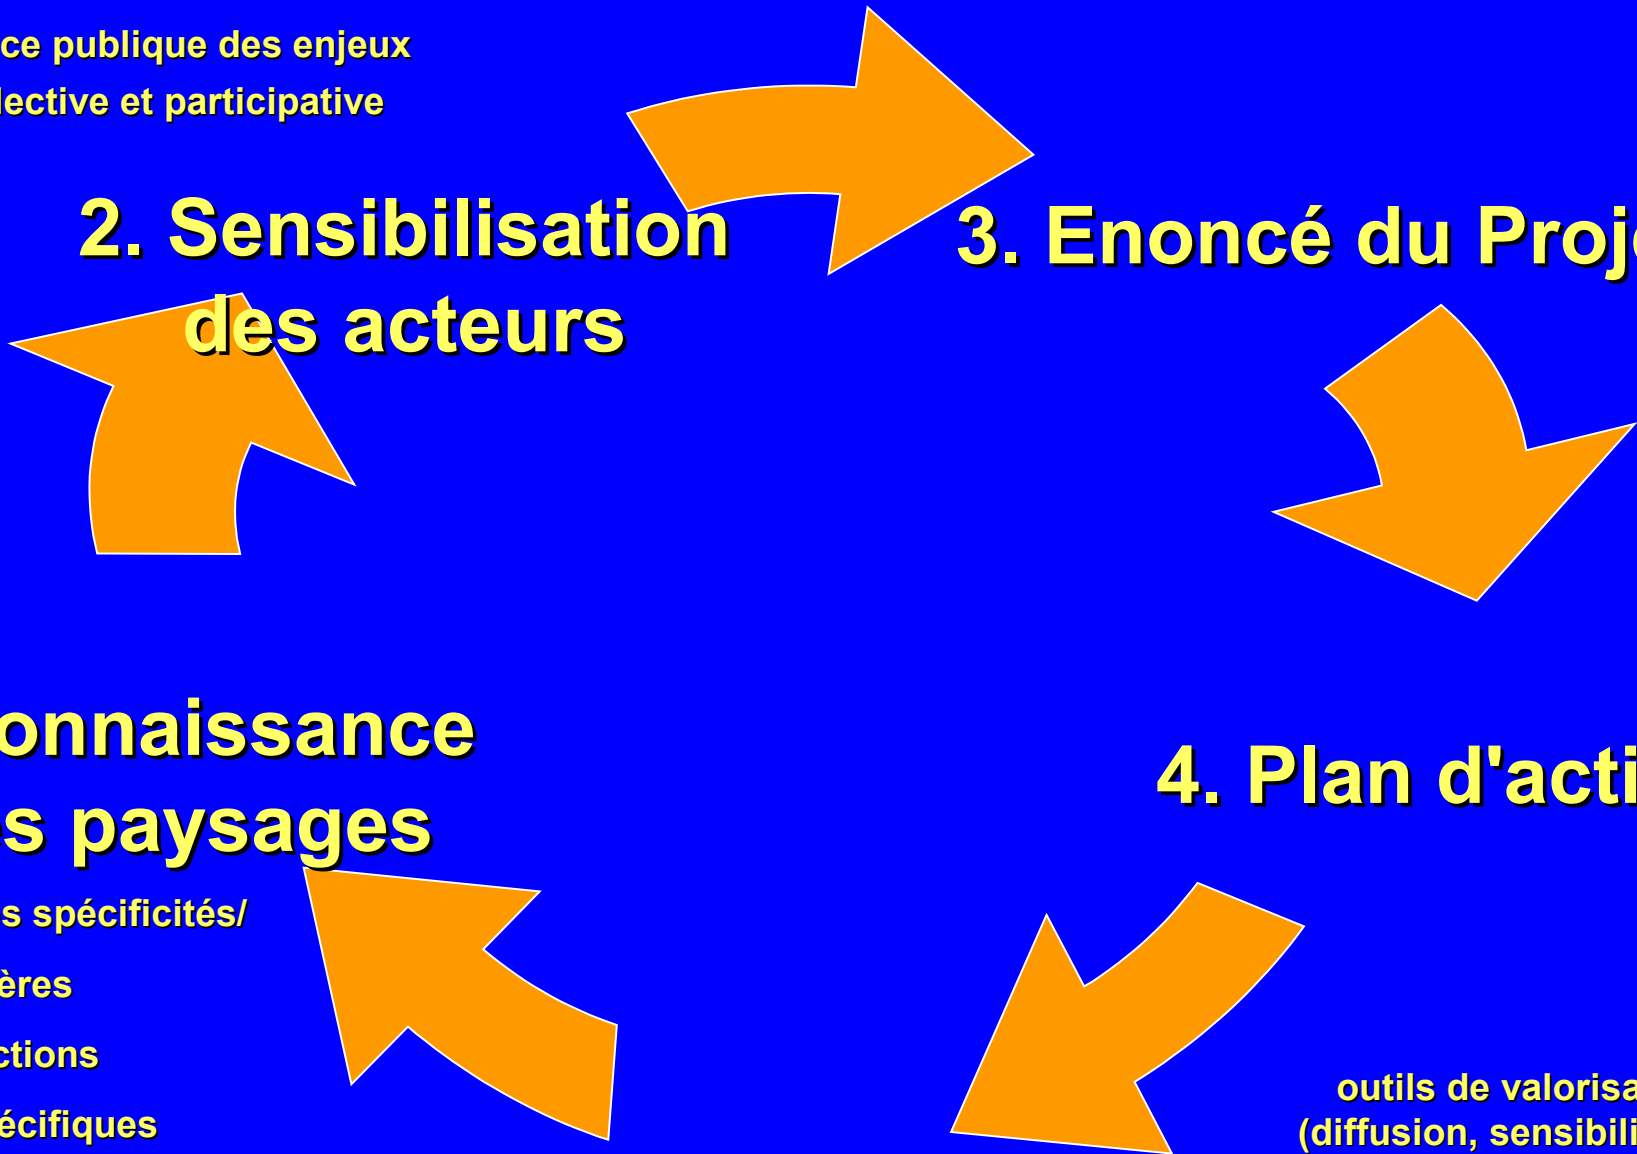 ce publique des enjeux
lective et participative
2. Sensibilisation
des acteurs
3. Enoncé du Proj
onnaissance
es paysages
s spécificités/
ères
ctions
écifiques
4. Plan d'acti
outils de valorisa
(diffusion, sensibili